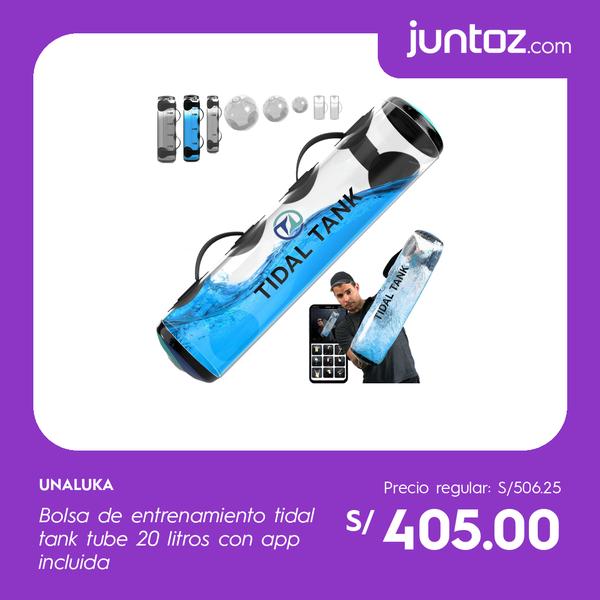 juntoz.com
TIDAL TANK
TIDAL TANK
UNALUKA
Bolsa de entrenamiento tidal
tank tube 20 litros con app
incluida
Precio regular: S/506.25
S/ 405.00